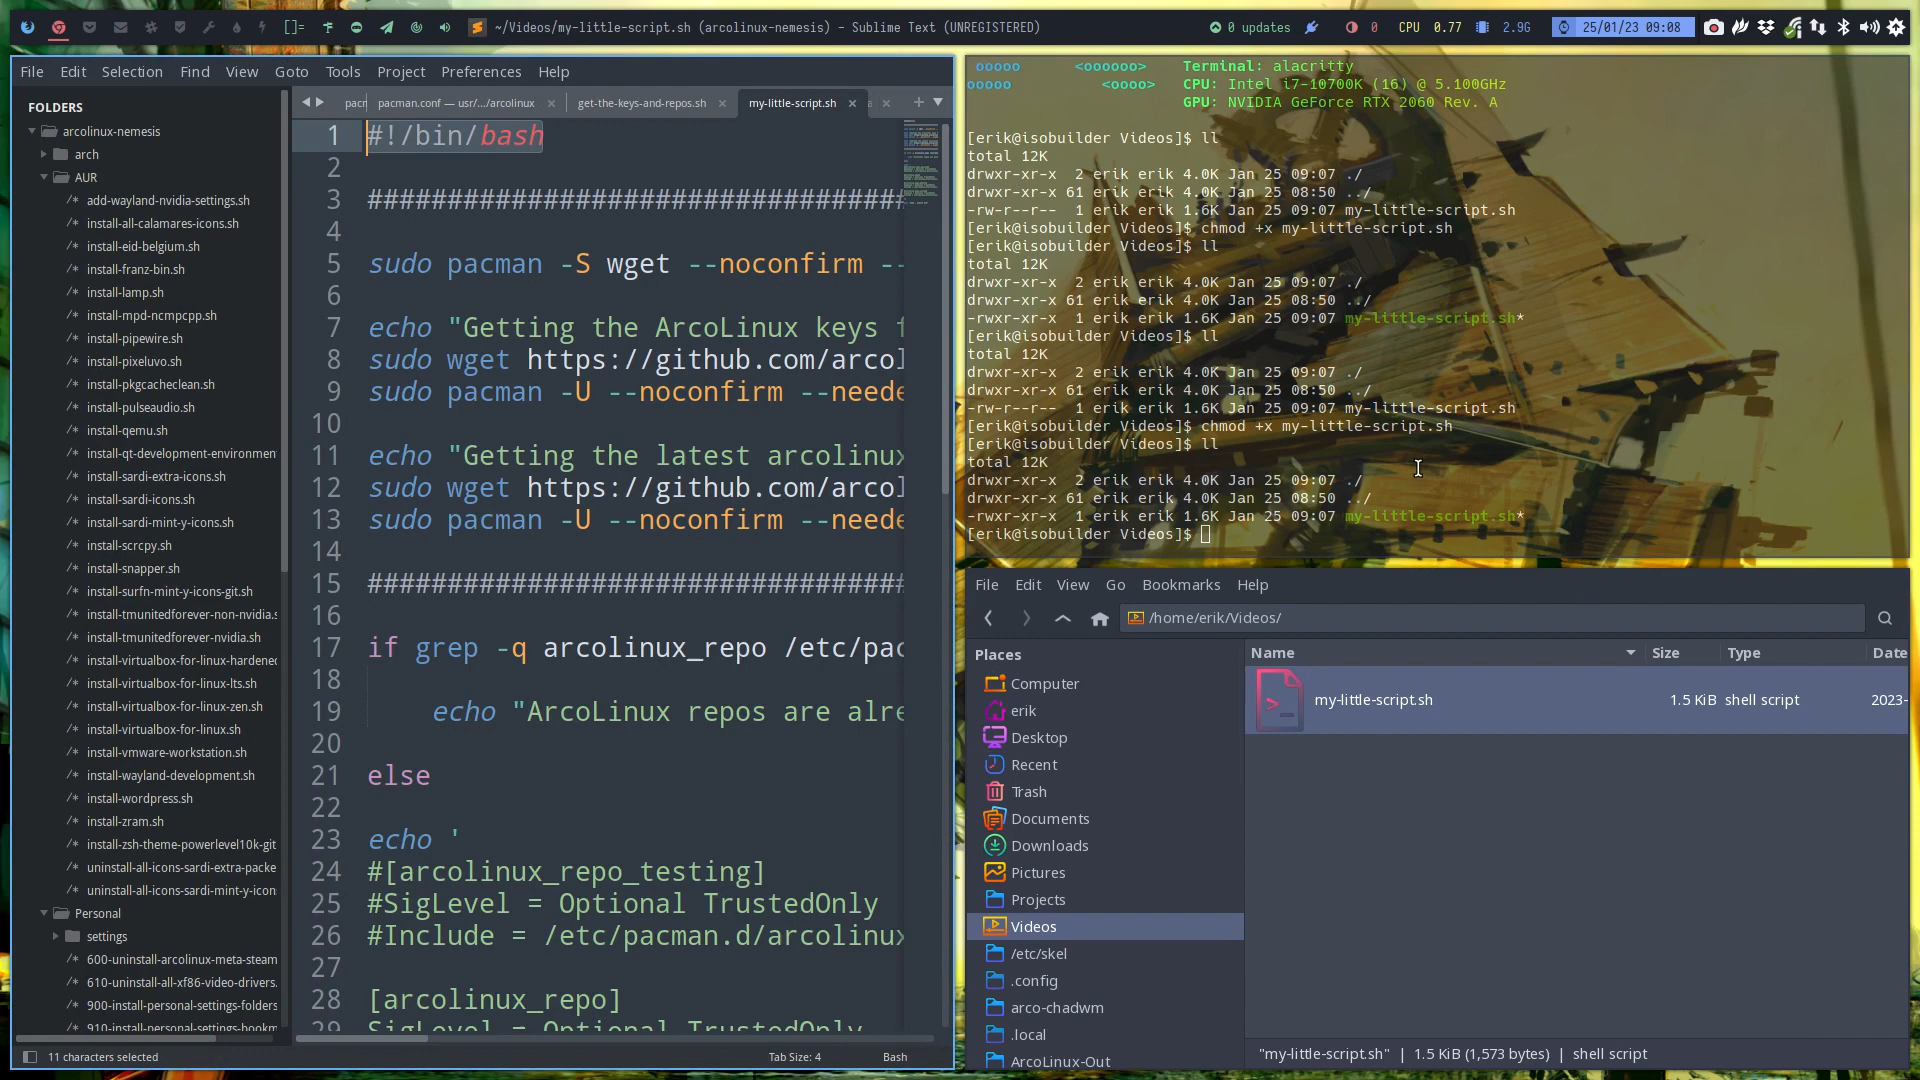 []=
~/Videos/my-little-script.sh (arcolinux-nemesis) – Sublime Text (UNREGISTERED)
0 updates
0
CPU 0.77
2.9G
25/01/23 09:08
File Edit Selection Find View Goto Tools Project Preferences Help
FOLDERS
arcolinux-nemesis
arch
AUR
/* add-wayland-nvidia-settings.sh
/* install-all-calamares-icons.sh
/* install-eid-belgium.sh
/* install-franz-bin.sh
/* install-lamp.sh
/* install-mpd-ncmpcpp.sh
/* install-pipewire.sh
/* install-pixeluvo.sh
/* install-pkgcacheclean.sh
/* install-pulseaudio.sh
/* install-qemu.sh
/* install-qt-development-environmen
/* install-sardi-extra-icons.sh
/* install-sardi-icons.sh
/* install-sardi-mint-y-icons.sh
/* install-scrcpy.sh
/* install-snapper.sh
/* install-surfn-mint-y-icons-git.sh
/* install-tmunitedforever-non-nvidia.s
/* install-tmunitedforever-nvidia.sh
/* install-virtualbox-for-linux-hardened
/* install-virtualbox-for-linux-lts.sh
/* install-virtualbox-for-linux-zen.sh
/* install-virtualbox-for-linux.sh
/* install-vmware-workstation.sh
/* install-wayland-development.sh
/* install-wordpress.sh
/* install-zram.sh
/* install-zsh-theme-powerlevel10k-git
/* uninstall-all-icons-sardi-extra-packe
/* uninstall-all-icons-sardi-mint-y-icon
Personal
settings
/* 600-uninstall-arcolinux-meta-steam
/* 610-uninstall-all-xf86-video-drivers.
/* 900-install-personal-settings-folders
/* 910-install-personal-settings-bookm
pacn pacman.conf — usr/.../arcolinux × get-the-keys-and-repos.sh × my-little-script.sh × a × +
1 #!/bin/bash
2
3 ##################################
4
5 sudo pacman -S wget --noconfirm --
6
7 echo "Getting the ArcoLinux keys f
8 sudo wget https://github.com/arcol
9 sudo pacman -U --noconfirm --neede
10
11 echo "Getting the latest arcolinux
12 sudo wget https://github.com/arcol
13 sudo pacman -U --noconfirm --neede
14
15 ##################################
16
17 if grep -q arcolinux_repo /etc/pac
18
19 echo "ArcoLinux repos are alre
20
21 else
22
23 echo '
24 #[arcolinux_repo_testing]
25 #SigLevel = Optional TrustedOnly
26 #Include = /etc/pacman.d/arcolinux
27
28 [arcolinux_repo]
29 SigLevel = Optional TrustedOnly
11 characters selected
Tab Size: 4
Bash
ooooo <oooooo> Terminal: alacritty
ooooo <oooo> CPU: Intel i7-10700K (16) @ 5.100GHz
GPU: NVIDIA GeForce RTX 2060 Rev. A
[erik@isobuilder Videos]$ ll
total 12K
drwxr-xr-x 2 erik erik 4.0K Jan 25 09:07 ./
drwxr-xr-x 61 erik erik 4.0K Jan 25 08:50 ../
-rw-r--r-- 1 erik erik 1.6K Jan 25 09:07 my-little-script.sh
[erik@isobuilder Videos]$ chmod +x my-little-script.sh
[erik@isobuilder Videos]$ ll
total 12K
drwxr-xr-x 2 erik erik 4.0K Jan 25 09:07 ./
drwxr-xr-x 61 erik erik 4.0K Jan 25 08:50 ../
-rwxr-xr-x 1 erik erik 1.6K Jan 25 09:07 my-little-script.sh*
[erik@isobuilder Videos]$ ll
total 12K
drwxr-xr-x 2 erik erik 4.0K Jan 25 09:07 ./
drwxr-xr-x 61 erik erik 4.0K Jan 25 08:50 ../
-rw-r--r-- 1 erik erik 1.6K Jan 25 09:07 my-little-script.sh
[erik@isobuilder Videos]$ chmod +x my-little-script.sh
[erik@isobuilder Videos]$ ll
total 12K
drwxr-xr-x 2 erik erik 4.0K Jan 25 09:07 ./
drwxr-xr-x 61 erik erik 4.0K Jan 25 08:50 ../
-rwxr-xr-x 1 erik erik 1.6K Jan 25 09:07 my-little-script.sh*
[erik@isobuilder Videos]$
File Edit View Go Bookmarks Help
/home/erik/Videos/
Places
Computer
erik
Desktop
Recent
Trash
Documents
Downloads
Pictures
Projects
Videos
/etc/skel
.config
arco-chadwm
.local
ArcoLinux-Out
Name Size Type Date
my-little-script.sh 1.5 KiB shell script 2023-
"my-little-script.sh" | 1.5 KiB (1,573 bytes) | shell script